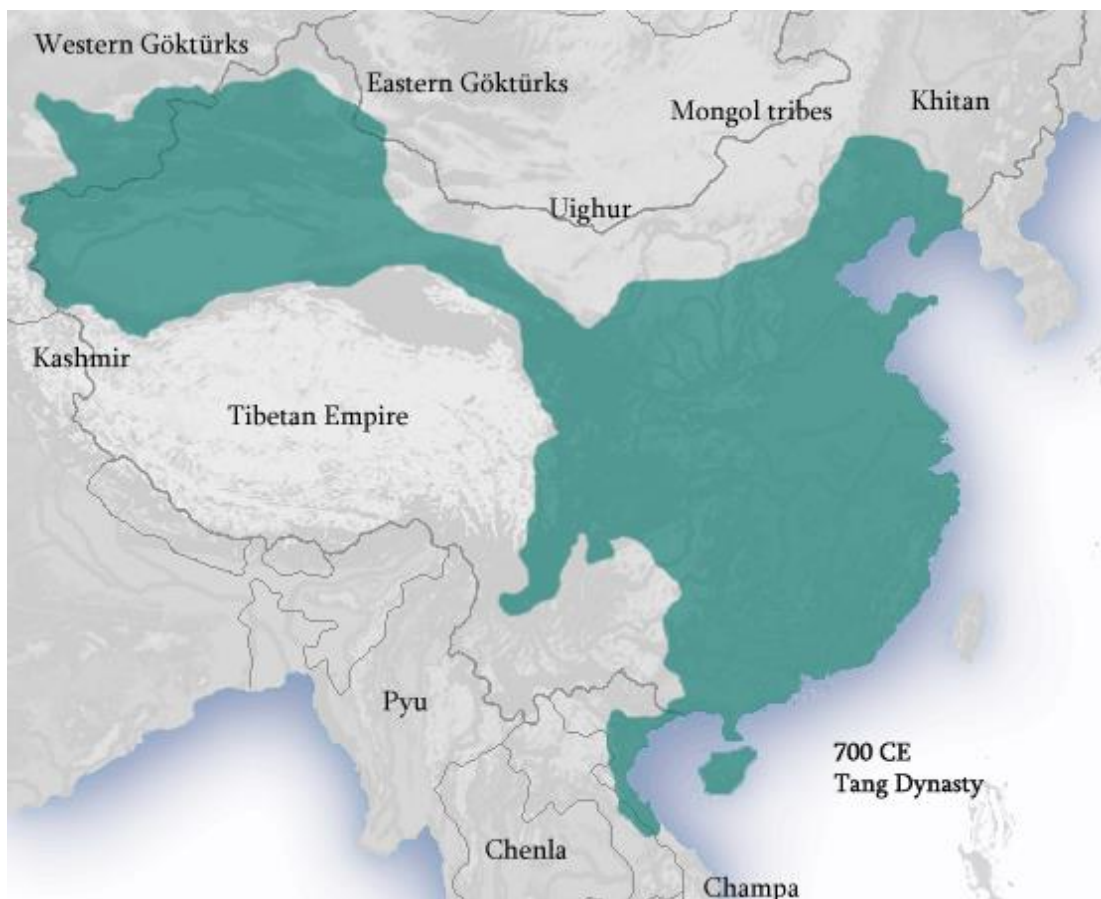 Western Göktürks
Eastern Göktürks
Mongol tribes
Khitan
Uighur
Kashmir
Tibetan Empire
Pyu
700 CE
Tang Dynasty
Chenla
Champa